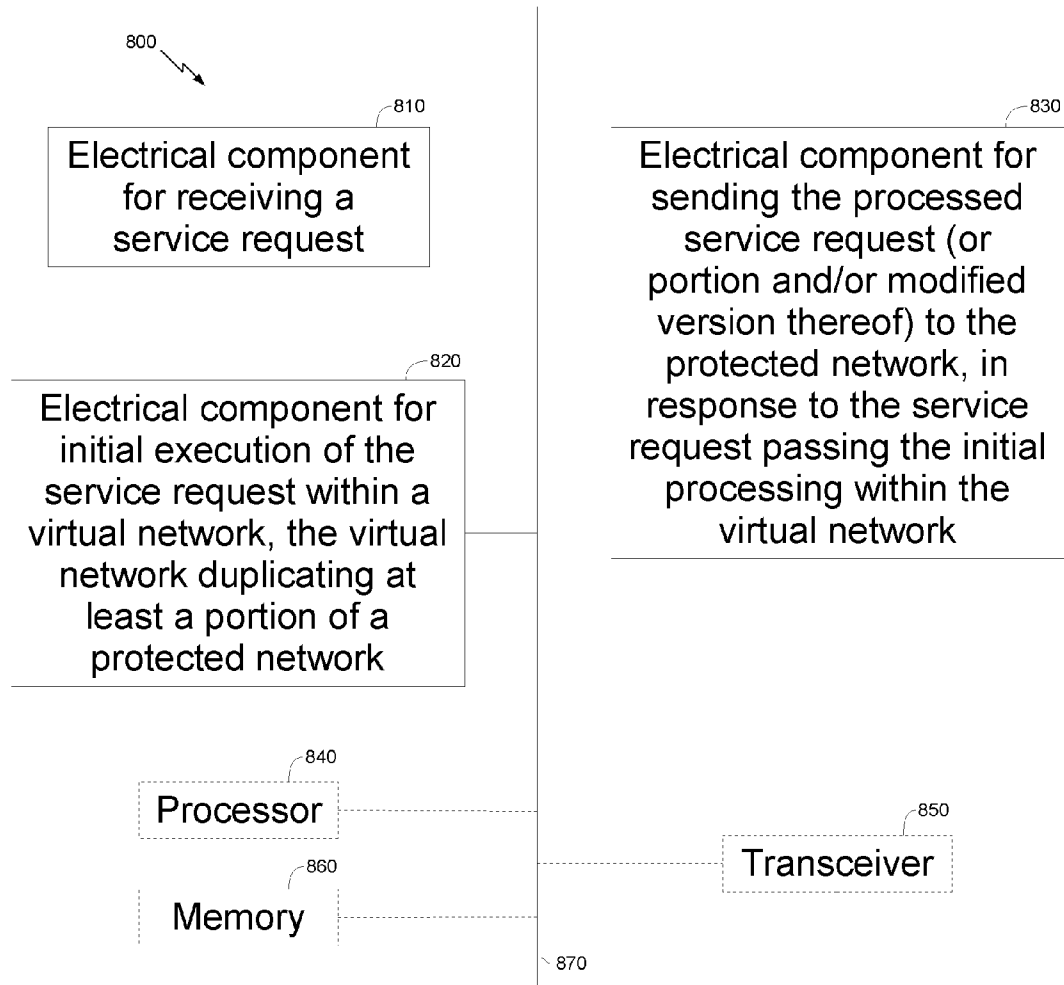 800
810
Electrical component
for receiving a
service request
820
Electrical component for
initial execution of the
service request within a
virtual network, the virtual
network duplicating at
least a portion of a
protected network
830
Electrical component for
sending the processed
service request (or
portion and/or modified
version thereof) to the
protected network, in
response to the service
request passing the initial
processing within the
virtual network
840
Processor
850
Transceiver
860
Memory
870